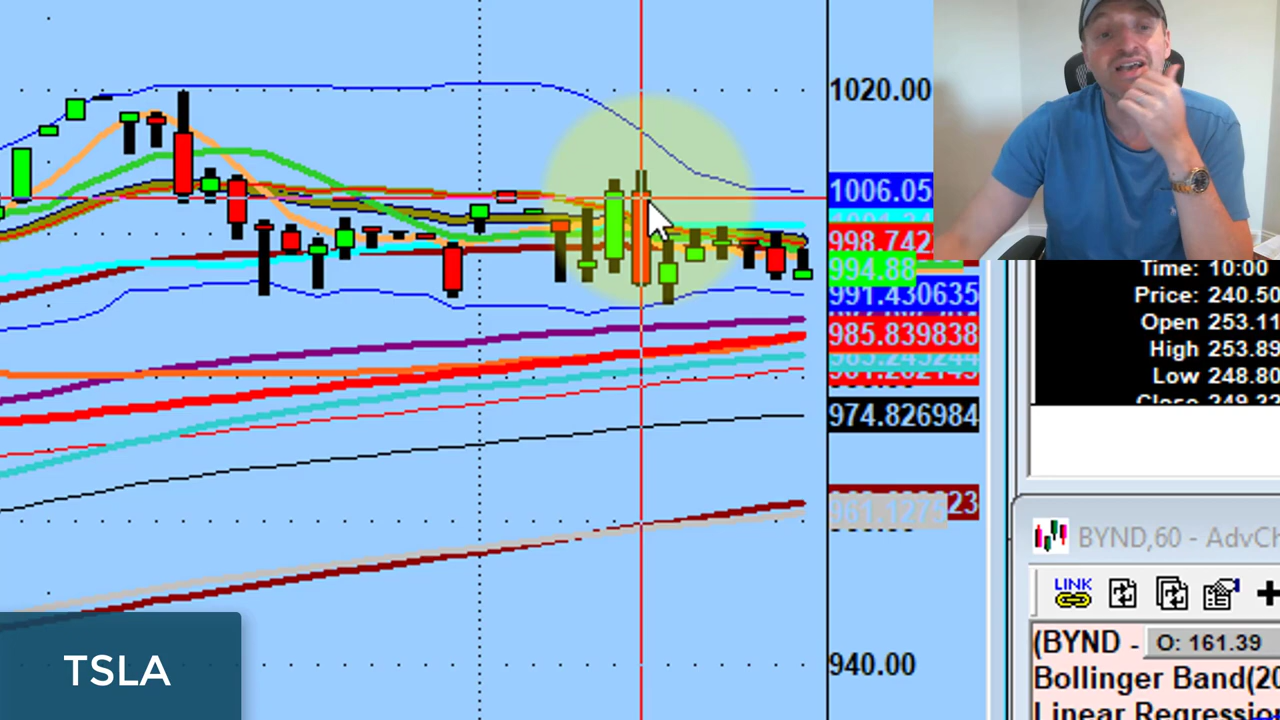 1020.00
1006.05
998.742
994.88
991.430635
985.839838
974.826984
940.00
Time: 10:00
Price: 240.50
Open 253.11
High 253.89
Low 248.80
BYND,60 - AdvCh
LINK
(BYND - O: 161.39
Bollinger Band(20
Linear Regressio
TSLA